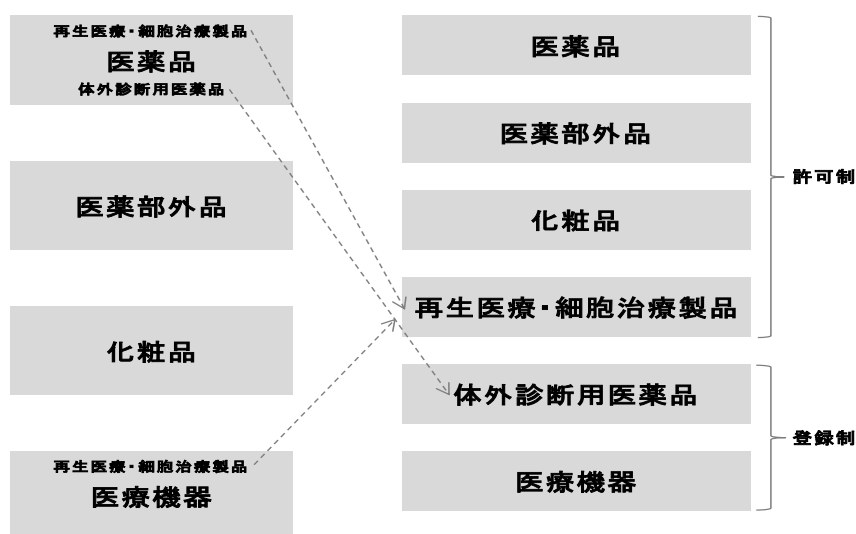 再生医療・細胞治療製品
医薬品
体外診断用医薬品
医薬部外品
化粧品
再生医療・細胞治療製品
医療機器
医薬品
医薬部外品
化粧品
再生医療・細胞治療製品
体外診断用医薬品
医療機器
許可制
登録制